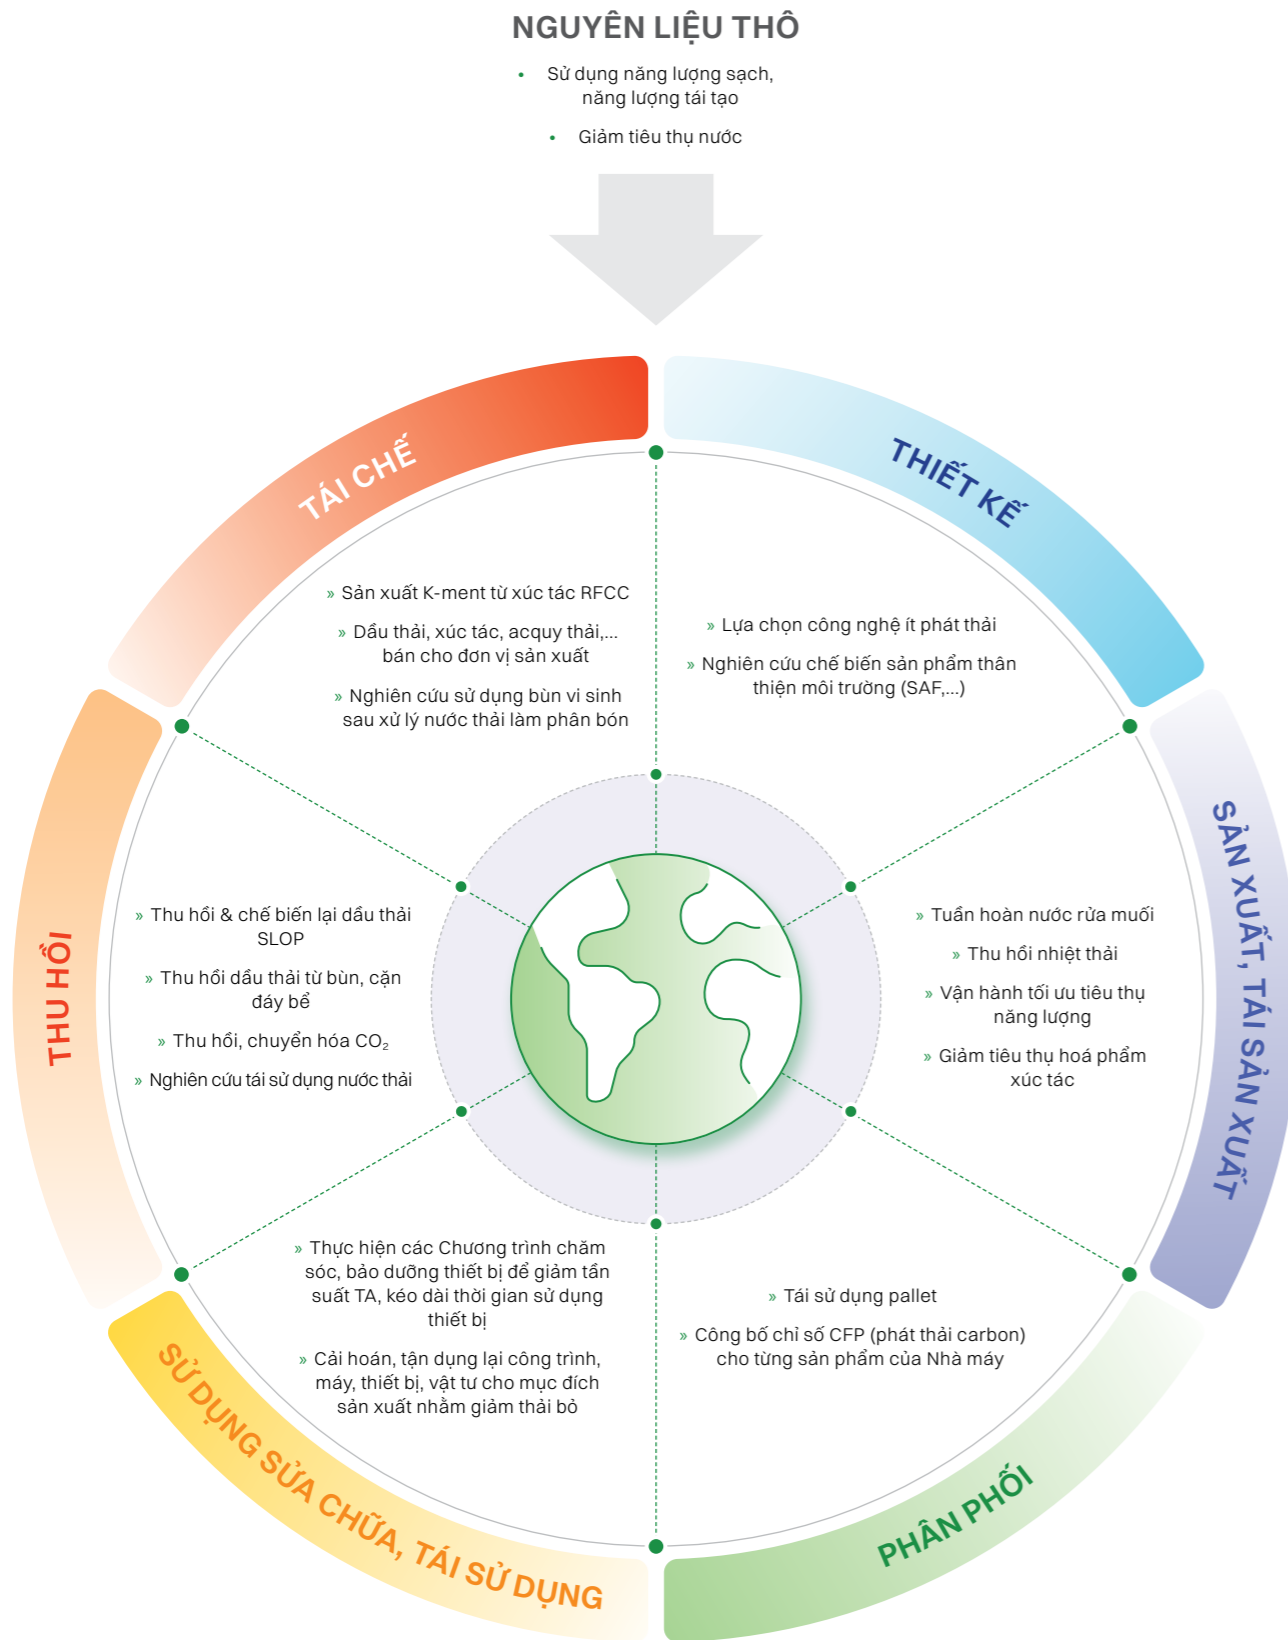 NGUYÊN LIỆU THÔ
• Sử dụng năng lượng sạch,
năng lượng tái tạo
• Giảm tiêu thụ nước
TÁI CHẾ
» Sản xuất K-ment từ xúc tác RFCC
» Dầu thải, xúc tác, acquy thải,...
bán cho đơn vị sản xuất
» Nghiên cứu sử dụng bùn vi sinh
sau xử lý nước thải làm phân bón
THIẾT KẾ
» Lựa chọn công nghệ ít phát thải
» Nghiên cứu chế biến sản phẩm thân
thiện môi trường (SAF,...)
SẢN XUẤT, TÁI SẢN XUẤT
» Tuần hoàn nước rửa muối
» Thu hồi nhiệt thải
» Vận hành tối ưu tiêu thụ
năng lượng
» Giảm tiêu thụ hoá phẩm
xúc tác
PHÂN PHỐI
» Tái sử dụng pallet
» Công bố chỉ số CFP (phát thải carbon)
cho từng sản phẩm của Nhà máy
SỬ DỤNG SỬA CHỮA, TÁI SỬ DỤNG
» Thực hiện các Chương trình chăm
sóc, bảo dưỡng thiết bị để giảm tần
suất TA, kéo dài thời gian sử dụng
thiết bị
» Cải hoán, tận dụng lại công trình,
máy, thiết bị, vật tư cho mục đích
sản xuất nhằm giảm thải bỏ
THU HỒI
» Thu hồi & chế biến lại dầu thải
SLOP
» Thu hồi dầu thải từ bùn, cặn
đáy bể
» Thu hồi, chuyển hóa CO₂
» Nghiên cứu tái sử dụng nước thải